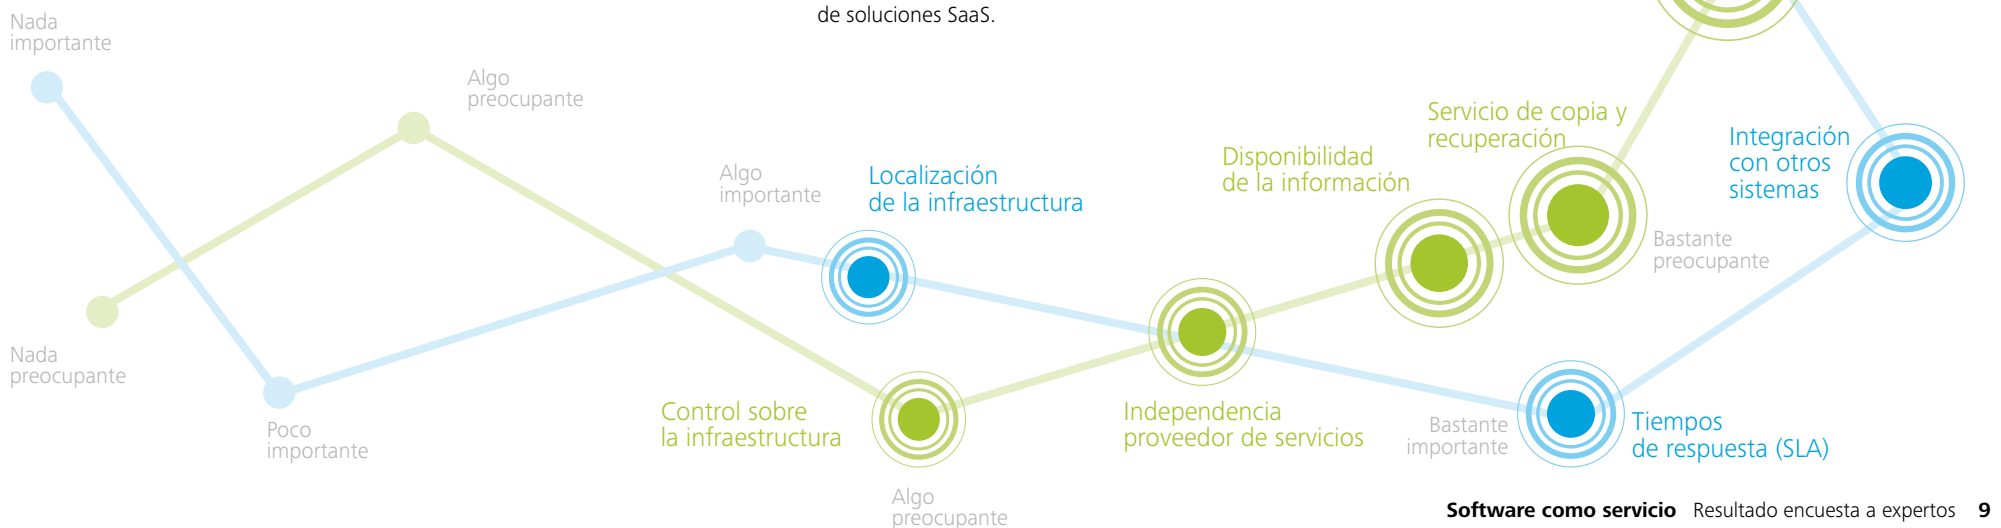 de soluciones SaaS.
Nada
importante
Algo
preocupante
Servicio de copia y
recuperación
Integración
con otros
sistemas
Disponibilidad
de la información
Algo
importante
Localización
de la infraestructura
Bastante
preocupante
Nada
preocupante
Control sobre
la infraestructura
Independencia
proveedor de servicios
Bastante
importante
Tiempos
de respuesta (SLA)
Poco
importante
Algo
preocupante
Software como servicio Resultado encuesta a expertos 9